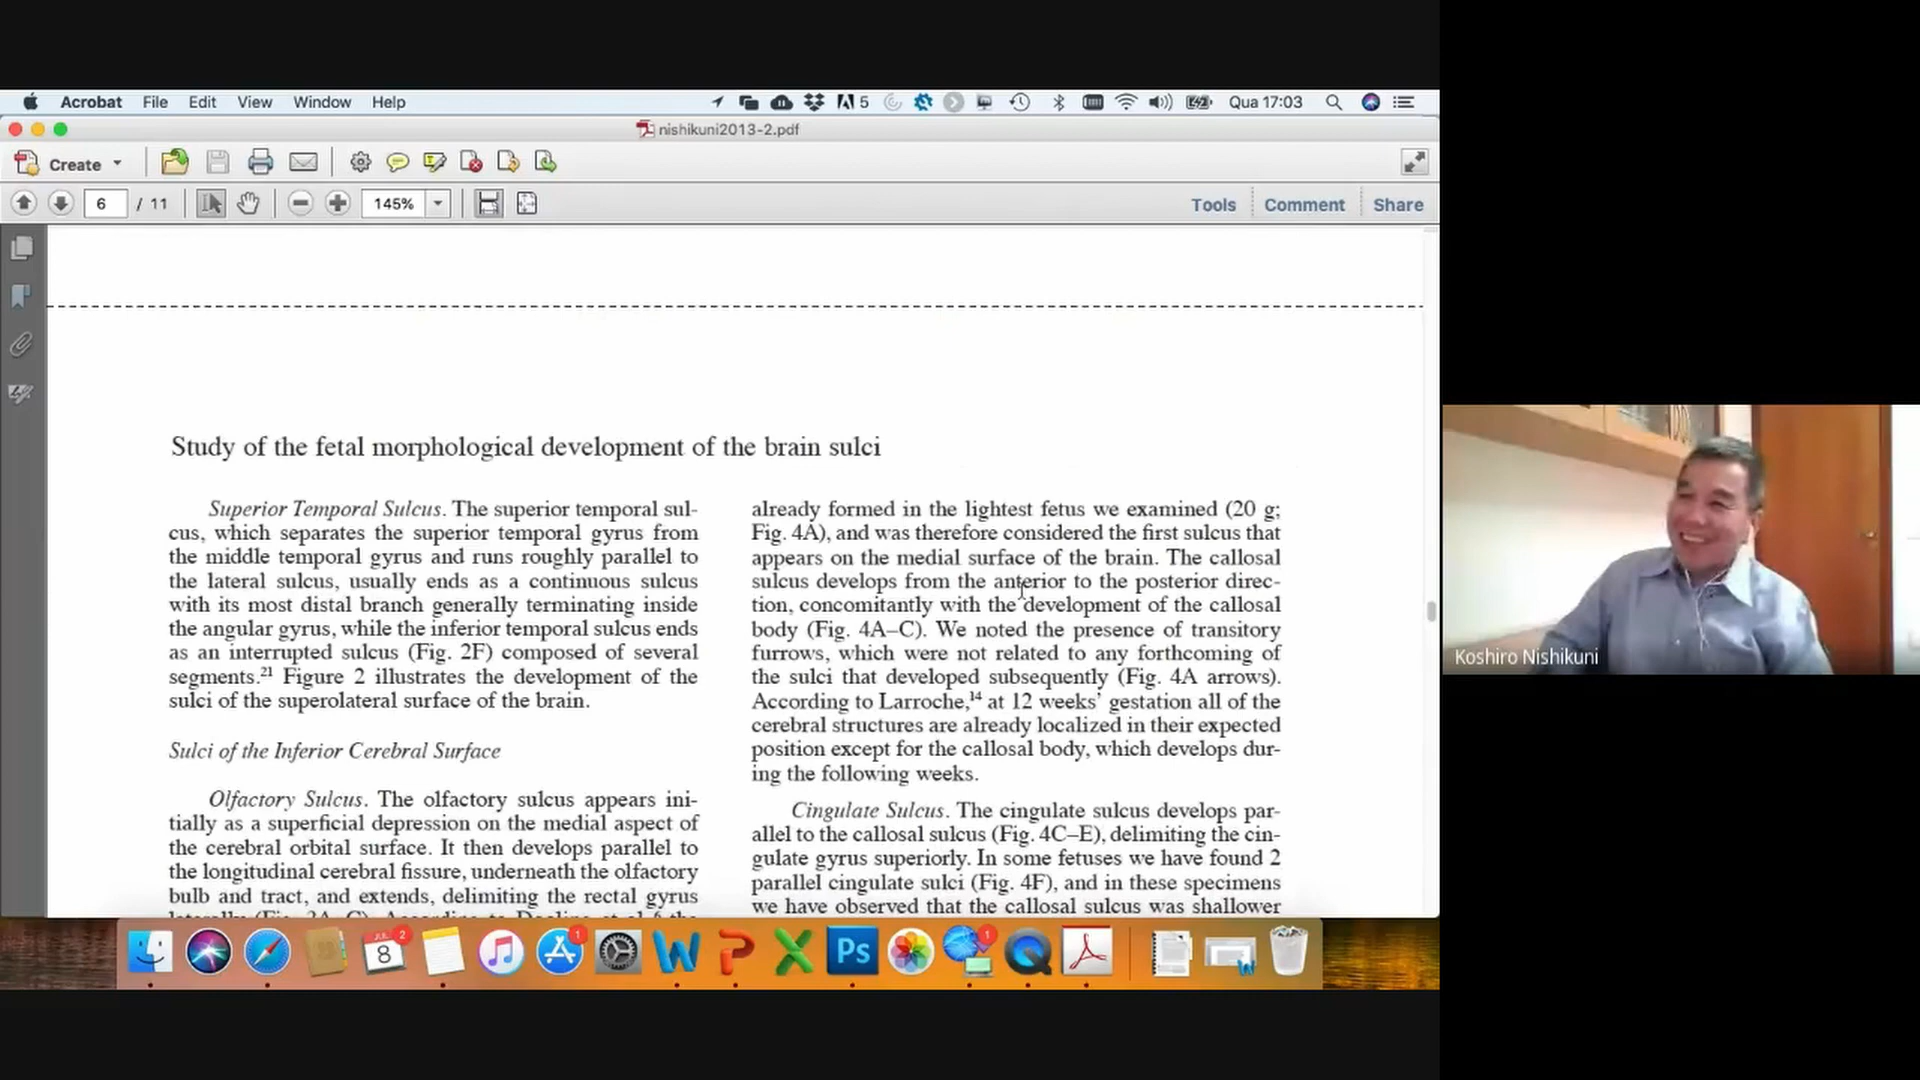 Acrobat File Edit View Window Help 5 Qua 17:03
nishikuni2013-2.pdf
Create
6 / 11 145% Tools Comment Share
Study of the fetal morphological development of the brain sulci
Superior Temporal Sulcus. The superior temporal sul-
cus, which separates the superior temporal gyrus from
the middle temporal gyrus and runs roughly parallel to
the lateral sulcus, usually ends as a continuous sulcus
with its most distal branch generally terminating inside
the angular gyrus, while the inferior temporal sulcus ends
as an interrupted sulcus (Fig. 2F) composed of several
segments.21 Figure 2 illustrates the development of the
sulci of the superolateral surface of the brain.
Sulci of the Inferior Cerebral Surface
Olfactory Sulcus. The olfactory sulcus appears ini-
tially as a superficial depression on the medial aspect of
the cerebral orbital surface. It then develops parallel to
the longitudinal cerebral fissure, underneath the olfactory
bulb and tract, and extends, delimiting the rectal gyrus
already formed in the lightest fetus we examined (20 g;
Fig. 4A), and was therefore considered the first sulcus that
appears on the medial surface of the brain. The callosal
sulcus develops from the anterior to the posterior direc-
tion, concomitantly with the development of the callosal
body (Fig. 4A–C). We noted the presence of transitory
furrows, which were not related to any forthcoming of
the sulci that developed subsequently (Fig. 4A arrows).
According to Larroche,14 at 12 weeks' gestation all of the
cerebral structures are already localized in their expected
position except for the callosal body, which develops dur-
ing the following weeks.
Cingulate Sulcus. The cingulate sulcus develops par-
allel to the callosal sulcus (Fig. 4C–E), delimiting the cin-
gulate gyrus superiorly. In some fetuses we have found 2
parallel cingulate sulci (Fig. 4F), and in these specimens
we have observed that the callosal sulcus was shallower
Koshiro Nishikuni
JUL 2
8
1
Ps
1